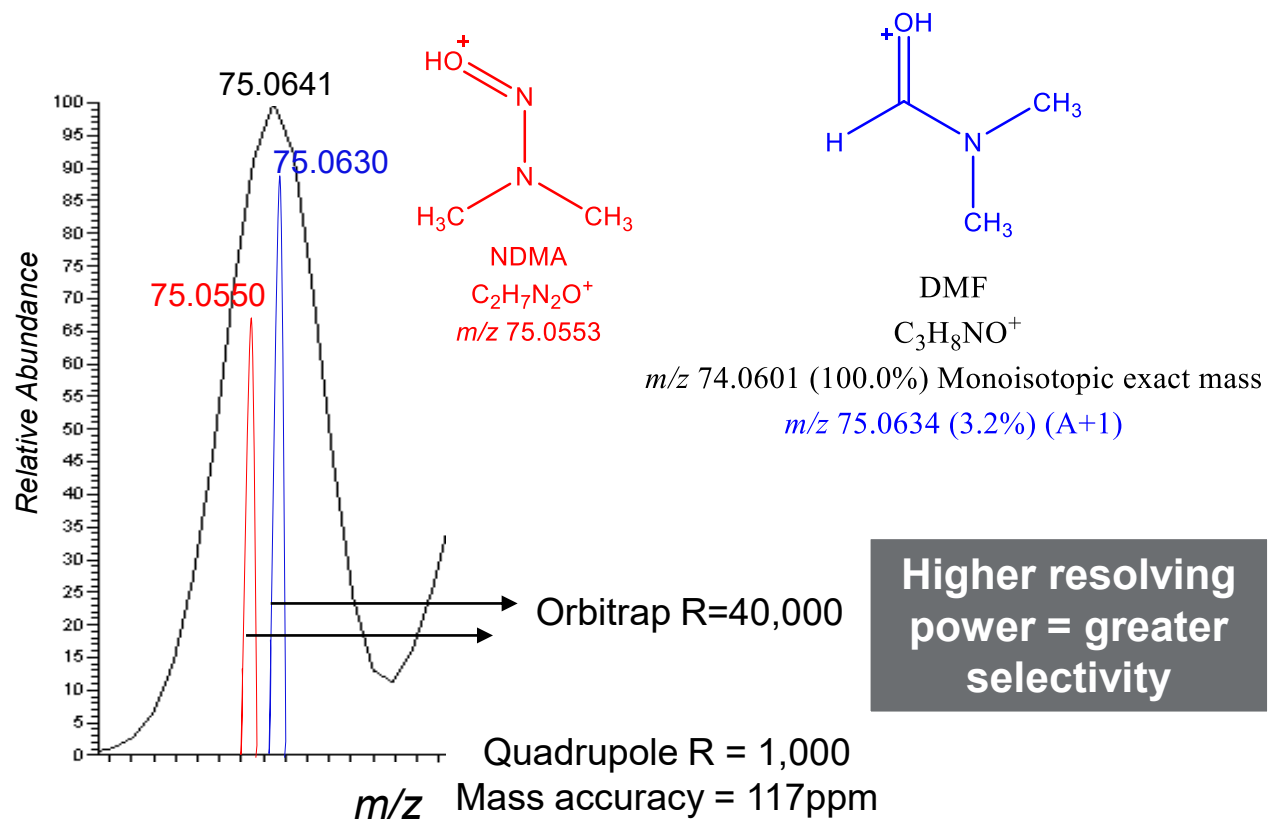 75.0641
75.0630
75.0550
100
95
90
85
80
75
70
65
60
55
50
45
40
35
30
25
20
15
10
5
0
Relative Abundance
m/z
+
HO
N
N
H₃C
CH₃
NDMA
C₂H₇N₂O⁺
m/z 75.0553
+
OH
H
N
CH₃
CH₃
DMF
C₃H₈NO⁺
m/z 74.0601 (100.0%) Monoisotopic exact mass
m/z 75.0634 (3.2%) (A+1)
Orbitrap R=40,000
Higher resolving
power = greater
selectivity
Quadrupole R = 1,000
Mass accuracy = 117ppm